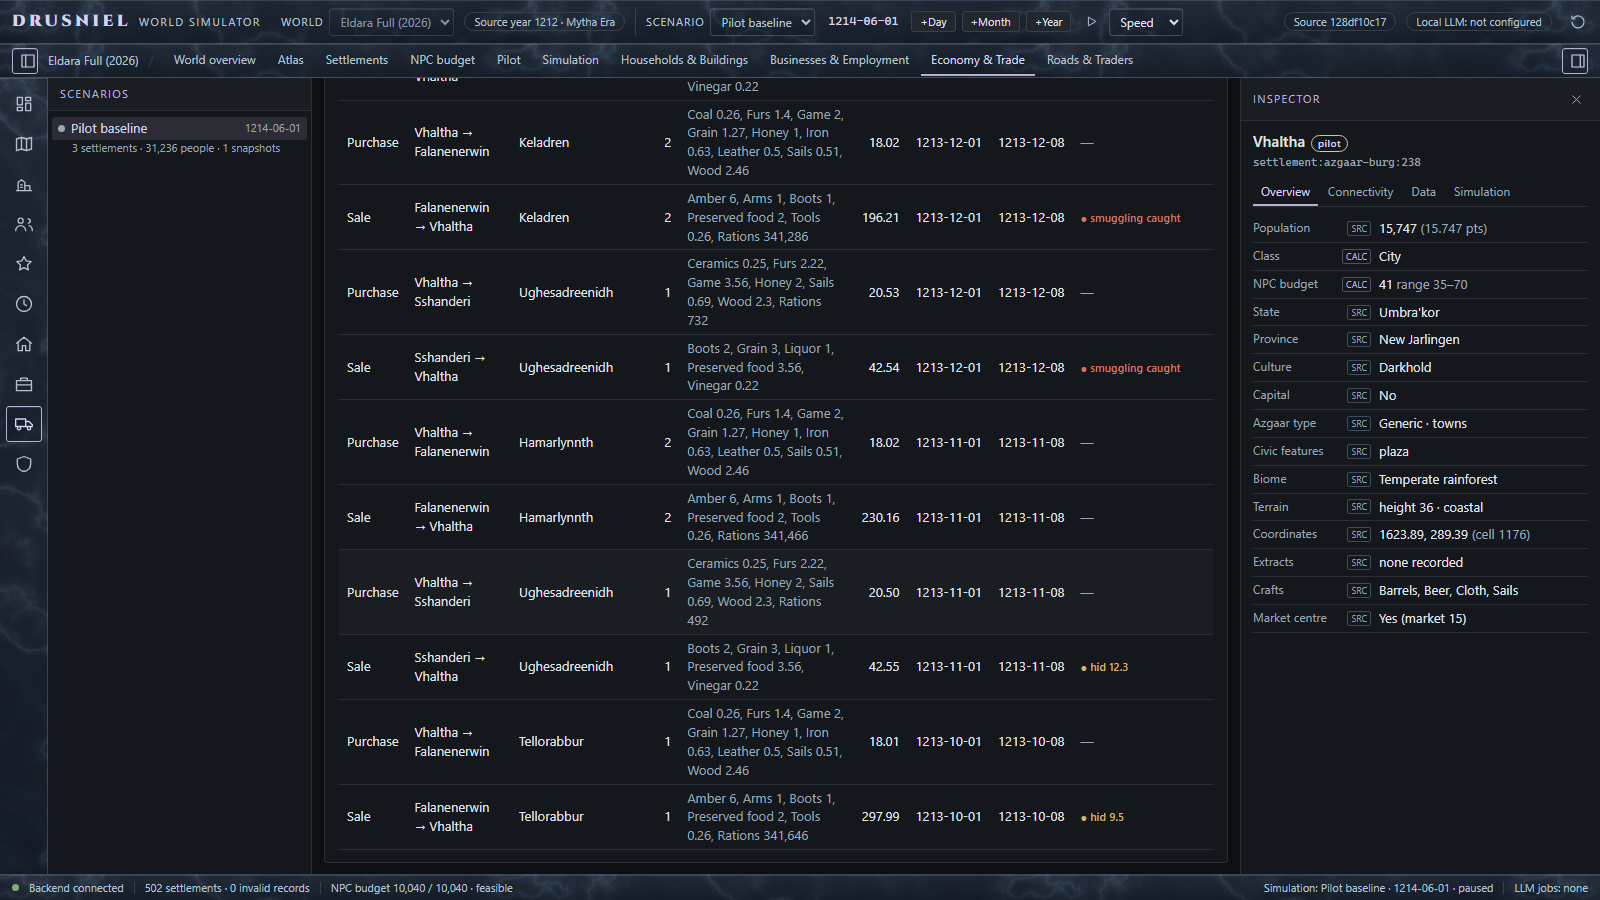 DRUSNIEL WORLD SIMULATOR WORLD Eldara Full (2026) Source year 1212 · Mytha Era SCENARIO Pilot baseline 1214-06-01 +Day +Month +Year Speed Source 128df10c17 Local LLM: not configured
Eldara Full (2026) / World overview Atlas Settlements NPC budget Pilot Simulation Households & Buildings Businesses & Employment Economy & Trade Roads & Traders
SCENARIOS
Pilot baseline 1214-06-01
3 settlements · 31,236 people · 1 snapshots
Vhaltha
Vinegar 0.22
Purchase Vhaltha → Falanenerwin Keladren 2 Coal 0.26, Furs 1.4, Game 2, 18.02 1213-12-01 1213-12-08 —
Grain 1.27, Honey 1, Iron
0.63, Leather 0.5, Sails 0.51,
Wood 2.46
Sale Falanenerwin → Vhaltha Keladren 2 Amber 6, Arms 1, Boots 1, 196.21 1213-12-01 1213-12-08 smuggling caught
Preserved food 2, Tools
0.26, Rations 341,286
Purchase Vhaltha → Sshanderi Ughesadreenidh 1 Ceramics 0.25, Furs 2.22, 20.53 1213-12-01 1213-12-08 —
Game 3.56, Honey 2, Sails
0.69, Wood 2.3, Rations
732
Sale Sshanderi → Vhaltha Ughesadreenidh 1 Boots 2, Grain 3, Liquor 1, 42.54 1213-12-01 1213-12-08 smuggling caught
Preserved food 3.56,
Vinegar 0.22
Purchase Vhaltha → Falanenerwin Hamarlynnth 2 Coal 0.26, Furs 1.4, Game 2, 18.02 1213-11-01 1213-11-08 —
Grain 1.27, Honey 1, Iron
0.63, Leather 0.5, Sails 0.51,
Wood 2.46
Sale Falanenerwin → Vhaltha Hamarlynnth 2 Amber 6, Arms 1, Boots 1, 230.16 1213-11-01 1213-11-08 —
Preserved food 2, Tools
0.26, Rations 341,466
Purchase Vhaltha → Sshanderi Ughesadreenidh 1 Ceramics 0.25, Furs 2.22, 20.50 1213-11-01 1213-11-08 —
Game 3.56, Honey 2, Sails
0.69, Wood 2.3, Rations
492
Sale Sshanderi → Vhaltha Ughesadreenidh 1 Boots 2, Grain 3, Liquor 1, 42.55 1213-11-01 1213-11-08 hid 12.3
Preserved food 3.56,
Vinegar 0.22
Purchase Vhaltha → Falanenerwin Tellorabbur 1 Coal 0.26, Furs 1.4, Game 2, 18.01 1213-10-01 1213-10-08 —
Grain 1.27, Honey 1, Iron
0.63, Leather 0.5, Sails 0.51,
Wood 2.46
Sale Falanenerwin → Vhaltha Tellorabbur 1 Amber 6, Arms 1, Boots 1, 297.99 1213-10-01 1213-10-08 hid 9.5
Preserved food 2, Tools
0.26, Rations 341,646
INSPECTOR
Vhaltha pilot
settlement:azgaar-burg:238
Overview Connectivity Data Simulation
Population SRC 15,747 (15.747 pts)
Class CALC City
NPC budget CALC 41 range 35–70
State SRC Umbra'kor
Province SRC New Jarlingen
Culture SRC Darkhold
Capital SRC No
Azgaar type SRC Generic · towns
Civic features SRC plaza
Biome SRC Temperate rainforest
Terrain SRC height 36 · coastal
Coordinates SRC 1623.89, 289.39 (cell 1176)
Extracts SRC none recorded
Crafts SRC Barrels, Beer, Cloth, Sails
Market centre SRC Yes (market 15)
Backend connected 502 settlements · 0 invalid records NPC budget 10,040 / 10,040 · feasible Simulation: Pilot baseline · 1214-06-01 · paused LLM jobs: none